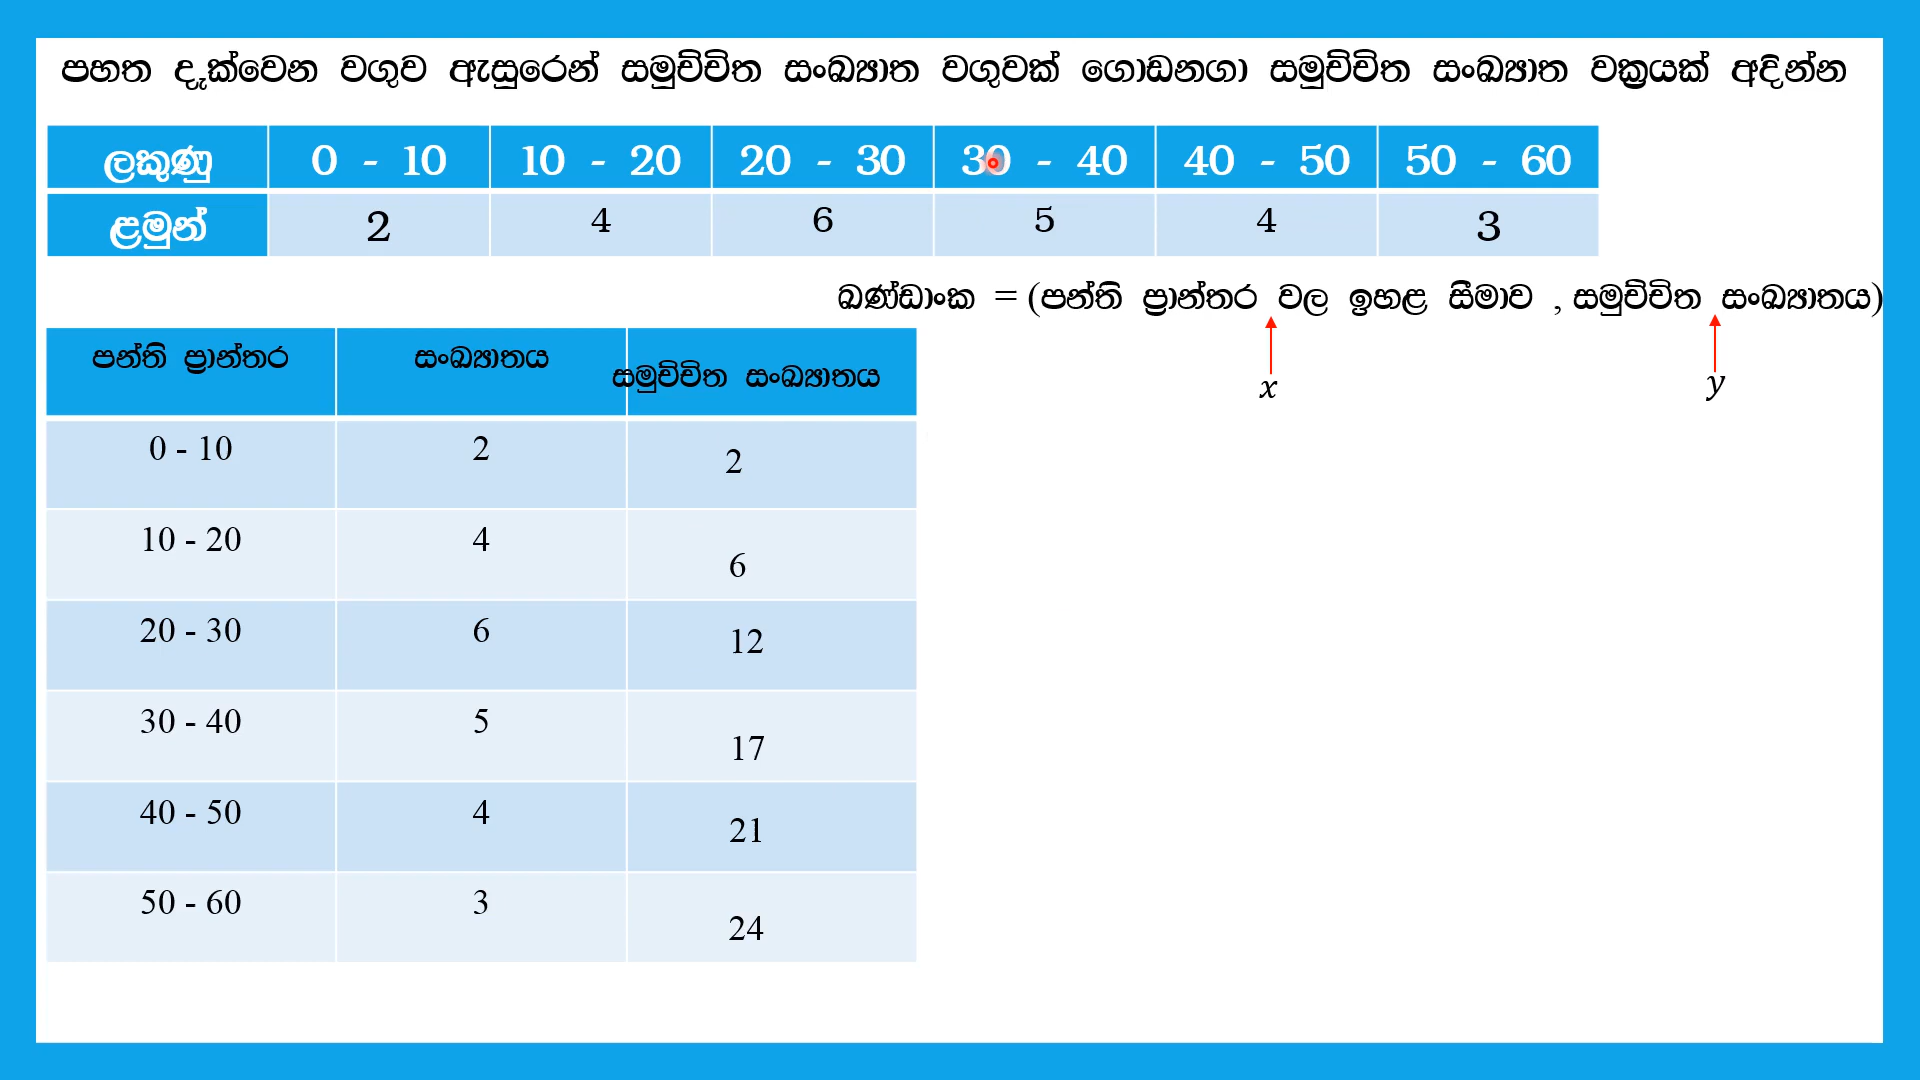 පහත දැක්වෙන වගුව ඇසුරෙන් සමුච්චිත සංඛ්‍යාත වගුවක් ගොඩනගා සමුච්චිත සංඛ්‍යාත වක්‍රයක් අදින්න
ලකුණු 0 - 10 10 - 20 20 - 30 30 - 40 40 - 50 50 - 60
ළමුන් 2 4 6 5 4 3
ඛණ්ඩාංක = (පන්ති ප්‍රාන්තර වල ඉහළ සීමාව , සමුච්චිත සංඛ්‍යාතය)
x y
පන්ති ප්‍රාන්තර සංඛ්‍යාතය සමුච්චිත සංඛ්‍යාතය
0 - 10 2 2
10 - 20 4 6
20 - 30 6 12
30 - 40 5 17
40 - 50 4 21
50 - 60 3 24